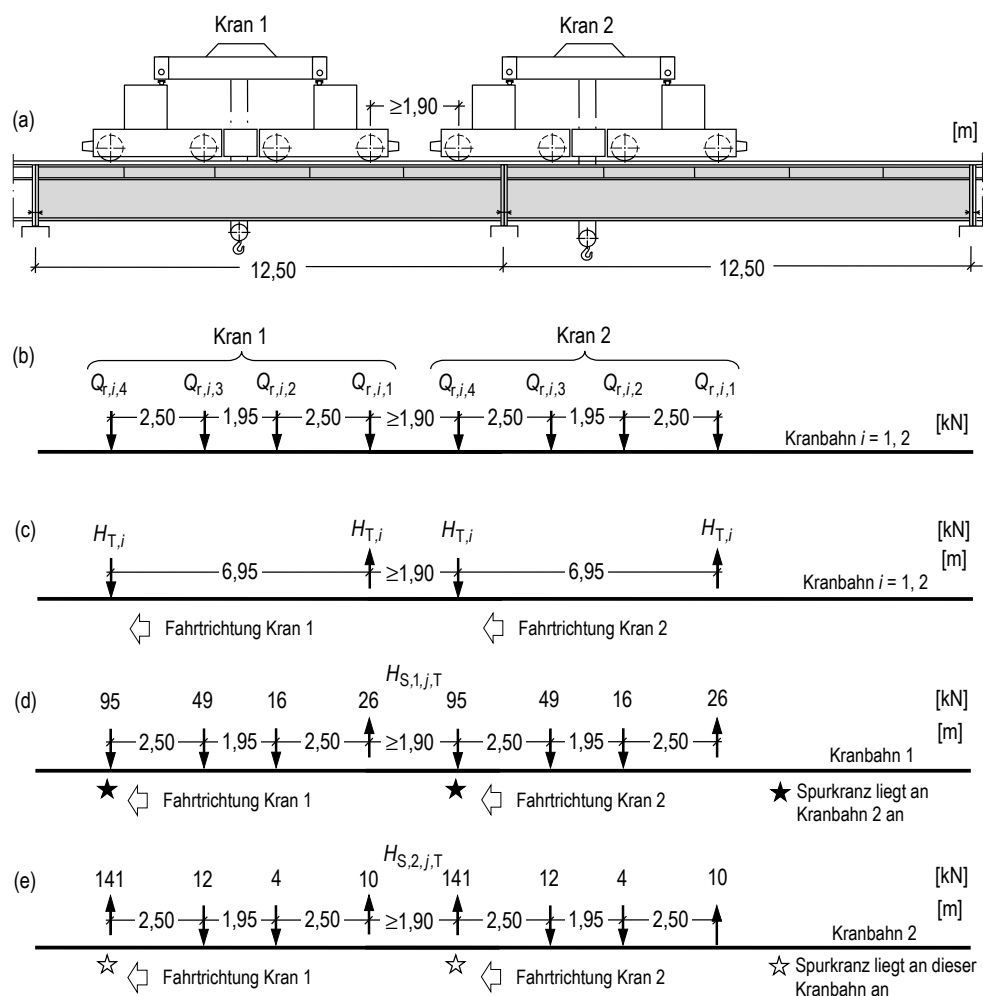 Kran 1 Kran 2
(a) ≥1,90 [m]
12,50 12,50
Kran 1 Kran 2
(b)
Qr,i,4 Qr,i,3 Qr,i,2 Qr,i,1 Qr,i,4 Qr,i,3 Qr,i,2 Qr,i,1
2,50 1,95 2,50 ≥1,90 2,50 1,95 2,50 [kN]
Kranbahn i = 1, 2
(c) HT,i HT,i HT,i HT,i [kN]
6,95 ≥1,90 6,95 [m]
Kranbahn i = 1, 2
Fahrtrichtung Kran 1 Fahrtrichtung Kran 2
HS,1,j,T
(d) 95 49 16 26 95 49 16 26 [kN]
2,50 1,95 2,50 ≥1,90 2,50 1,95 2,50 [m]
Kranbahn 1
Fahrtrichtung Kran 1 Fahrtrichtung Kran 2 ★ Spurkranz liegt an
Kranbahn 2 an
HS,2,j,T
(e) 141 12 4 10 141 12 4 10 [kN]
2,50 1,95 2,50 ≥1,90 2,50 1,95 2,50 [m]
Kranbahn 2
Fahrtrichtung Kran 1 Fahrtrichtung Kran 2 ☆ Spurkranz liegt an dieser
Kranbahn an